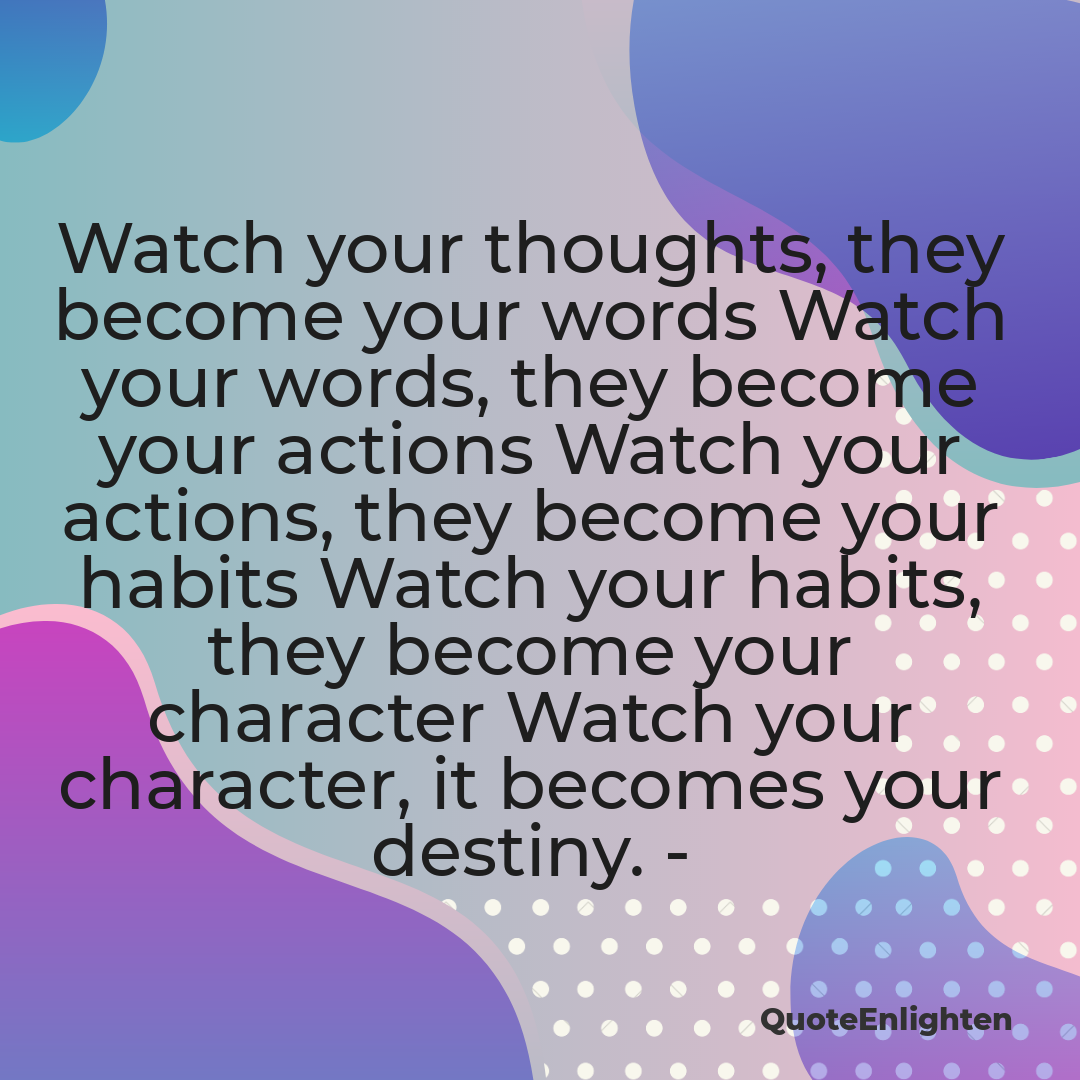 Watch your thoughts, they
become your words Watch
your words, they become
your actions Watch your
actions, they become your
habits Watch your habits,
they become your
character Watch your
character, it becomes your
destiny. -
QuoteEnlighten